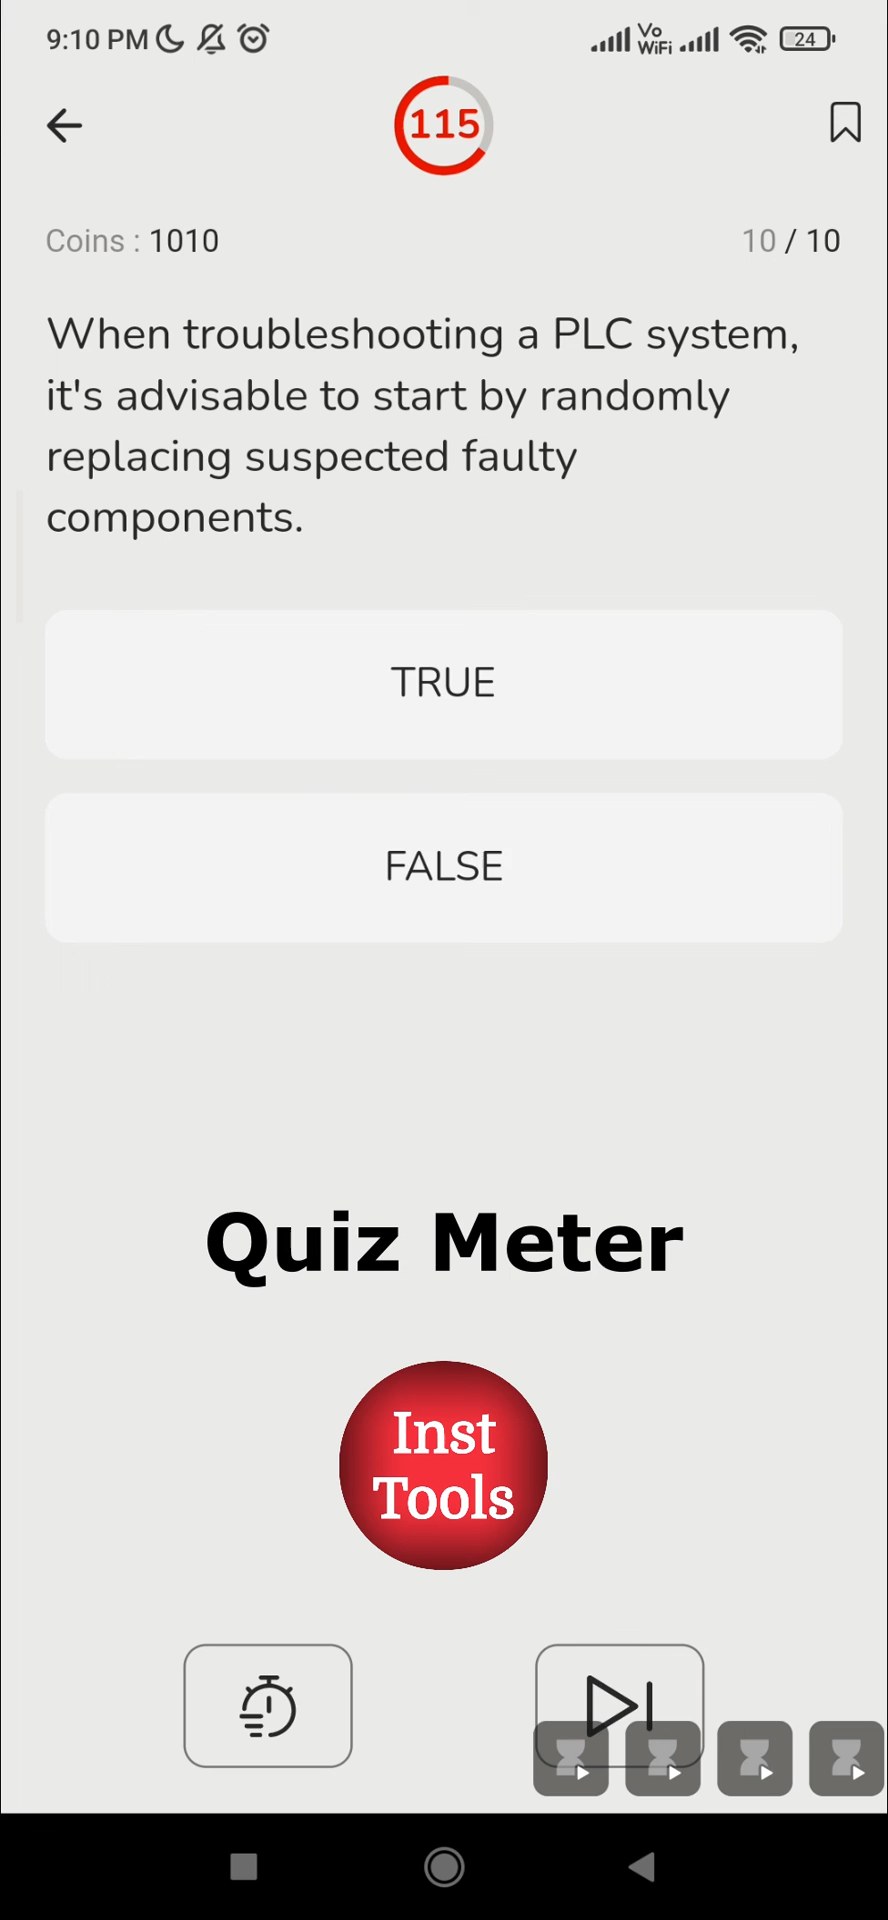 9:10 PM Vo WiFi 24
115
Coins : 1010 10 / 10
When troubleshooting a PLC system,
it's advisable to start by randomly
replacing suspected faulty
components.
TRUE
FALSE
Quiz Meter
Inst
Tools